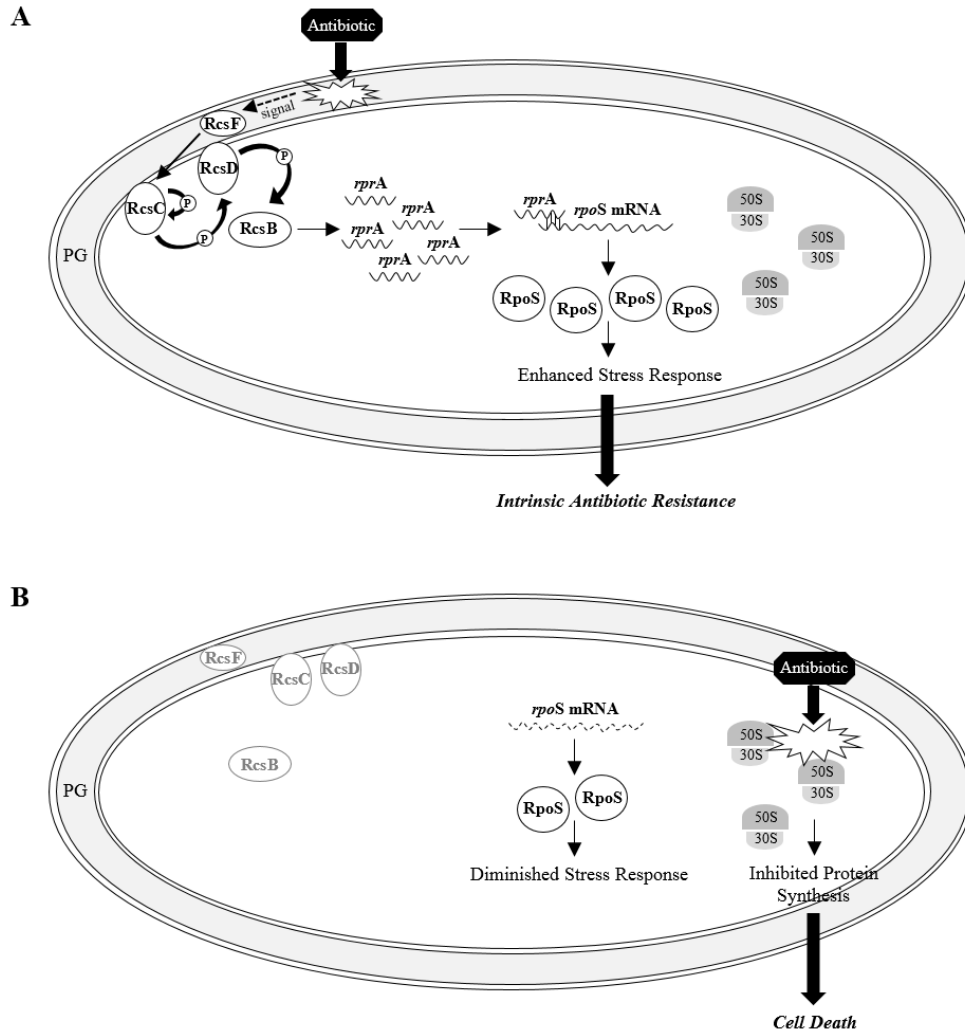 A
Antibiotic
signal
RcsF
RcsD
P
RcsC
P
P
RcsB
PG
rprA
rprA
rprA
rprA
rprA
rprA
rpoS mRNA
50S
30S
50S
30S
50S
30S
RpoS
RpoS
RpoS
RpoS
Enhanced Stress Response
Intrinsic Antibiotic Resistance
B
RcsF
RcsC
RcsD
RcsB
PG
rpoS mRNA
RpoS
RpoS
Diminished Stress Response
Antibiotic
50S
30S
50S
30S
50S
30S
Inhibited Protein
Synthesis
Cell Death